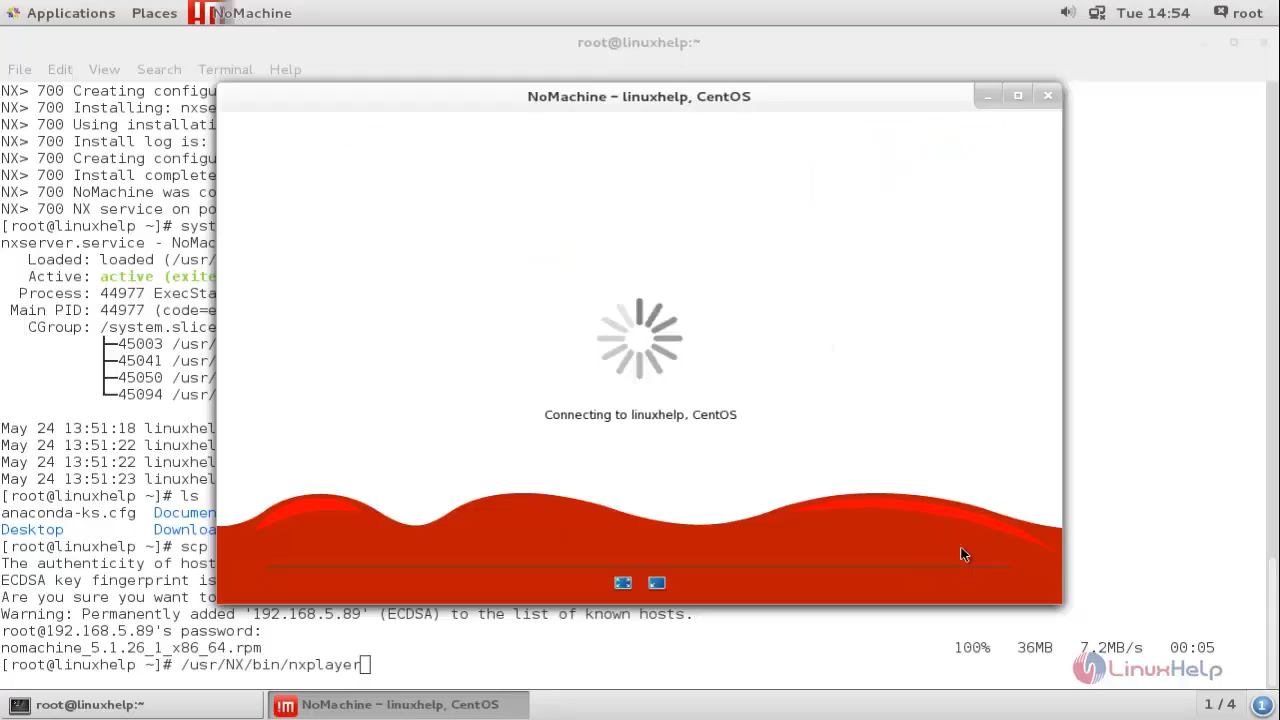 Applications Places NoMachine Tue 14:54 root
root@linuxhelp:~
File Edit View Search Terminal Help
NX> 700 Creating configu
NX> 700 Installing: nxse
NX> 700 Using installati
NX> 700 Install log is:
NX> 700 Creating configu
NX> 700 Install complete
NX> 700 NoMachine was co
NX> 700 NX service on po
[root@linuxhelp ~]# syst
nxserver.service - NoMac
Loaded: loaded (/usr/
Active: active (exite
Process: 44977 ExecSta
Main PID: 44977 (code=e
CGroup: /system.slice
├─45003 /usr/
├─45041 /usr/
├─45050 /usr/
└─45094 /usr/
May 24 13:51:18 linuxhel
May 24 13:51:22 linuxhel
May 24 13:51:22 linuxhel
May 24 13:51:23 linuxhel
[root@linuxhelp ~]# ls
anaconda-ks.cfg Documen
Desktop Downloa
[root@linuxhelp ~]# scp
The authenticity of host
ECDSA key fingerprint is
Are you sure you want to
Warning: Permanently added '192.168.5.89' (ECDSA) to the list of known hosts.
root@192.168.5.89's password:
nomachine_5.1.26_1_x86_64.rpm 100% 36MB 7.2MB/s 00:05
[root@linuxhelp ~]# /usr/NX/bin/nxplayer
NoMachine - linuxhelp, CentOS
Connecting to linuxhelp, CentOS
LinuxHelp
root@linuxhelp:~ !m NoMachine - linuxhelp, CentOS 1 / 4 1